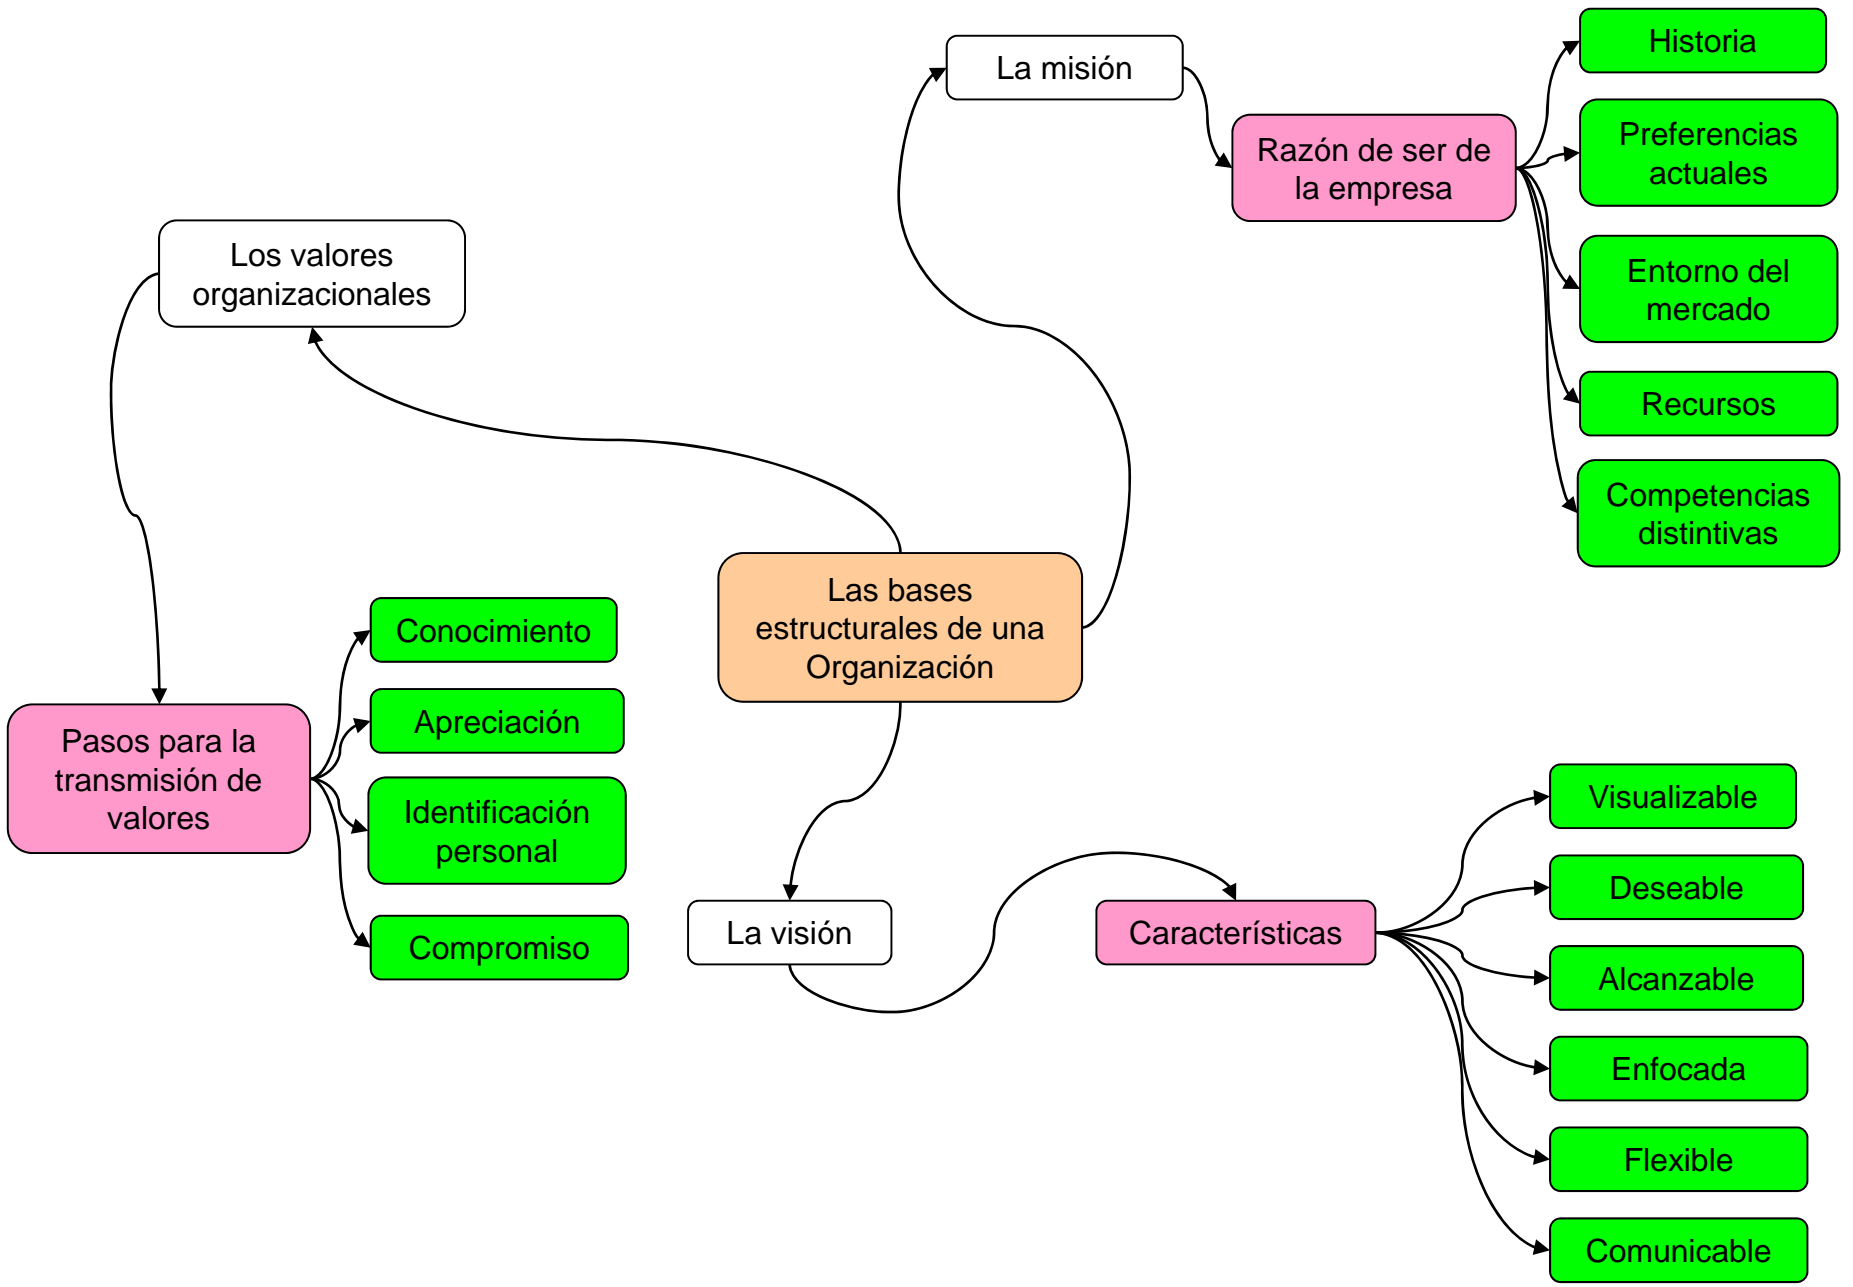 La misión
Razón de ser de
la empresa
Historia
Preferencias
actuales
Entorno del
mercado
Recursos
Competencias
distintivas
Los valores
organizacionales
Las bases
estructurales de una
Organización
Pasos para la
transmisión de
valores
Conocimiento
Apreciación
Identificación
personal
Compromiso
La visión
Características
Visualizable
Deseable
Alcanzable
Enfocada
Flexible
Comunicable